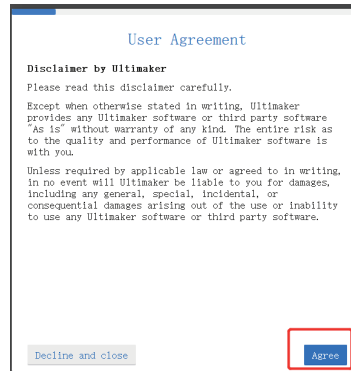 User Agreement
Disclaimer by Ultimaker
Please read this disclaimer carefully.
Except when otherwise stated in writing, Ultimaker
provides any Ultimaker software or third party software
"As is" without warranty of any kind. The entire risk as
to the quality and performance of Ultimaker software is
with you.
Unless required by applicable law or agreed to in writing,
in no event will Ultimaker be liable to you for damages,
including any general, special, incidental, or
consequential damages arising out of the use or inability
to use any Ultimaker software or third party software.
Decline and close
Agree